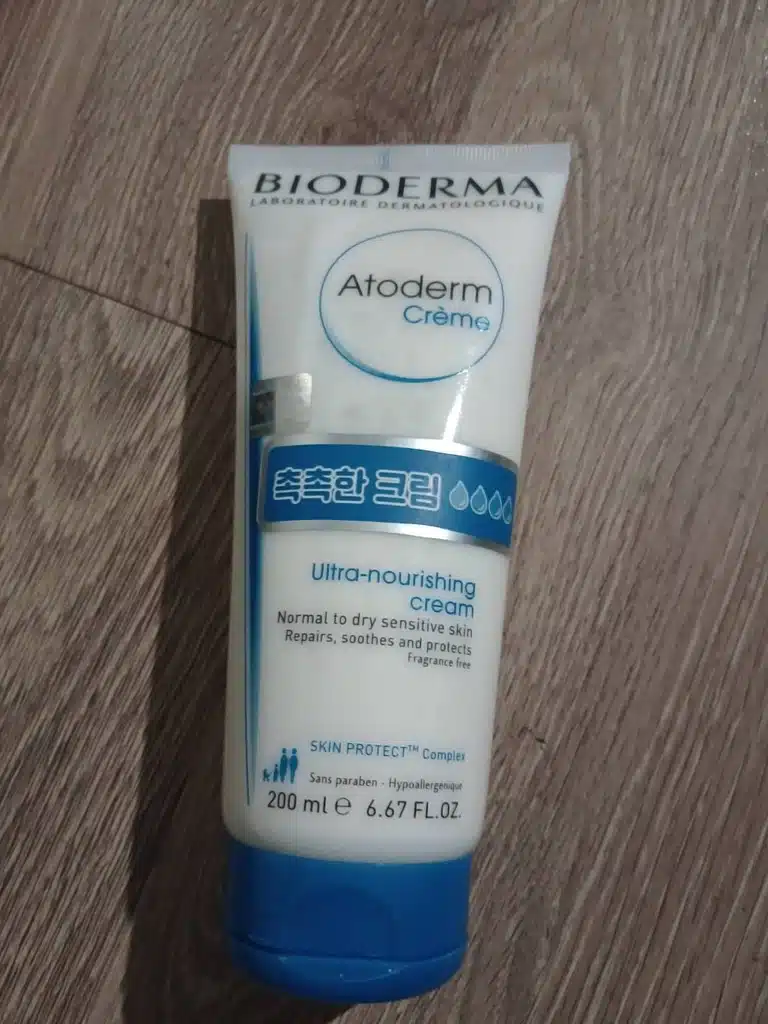 BIODERMA
LABORATOIRE DERMATOLOGIQUE
Atoderm
Crème
촉촉한 크림
Ultra-nourishing
cream
Normal to dry sensitive skin
Repairs, soothes and protects
Fragrance free
SKIN PROTECT™ Complex
Sans paraben - Hypoallergenique
200 ml e 6.67 FL.OZ.